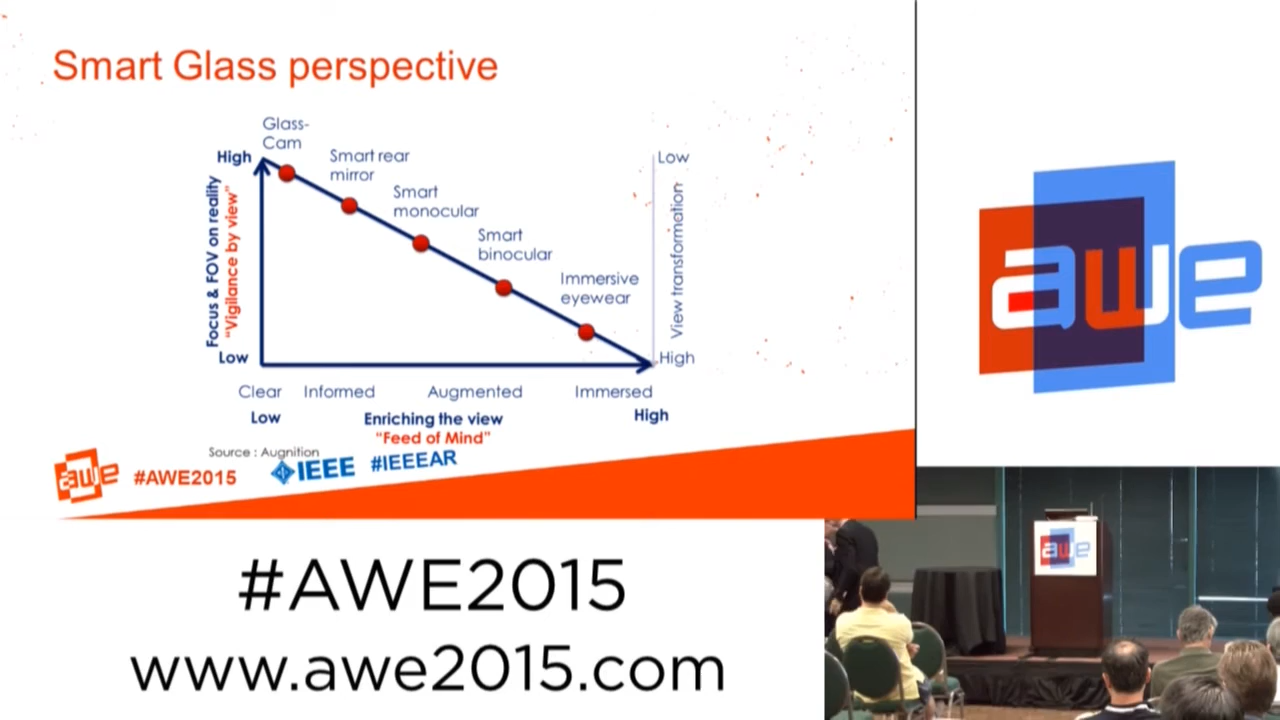 Smart Glass perspective
Glass-
Cam
High
Smart rear
mirror
Smart
monocular
Smart
binocular
Immersive
eyewear
Low
Focus & FOV on reality
"Vigilance by view"
View transformation
Low
High
Clear
Informed
Augmented
Immersed
Low
Enriching the view
High
"Feed of Mind"
Source : Augnition
awe
#AWE2015
IEEE
#IEEEAR
awe
awe
#AWE2015
www.awe2015.com